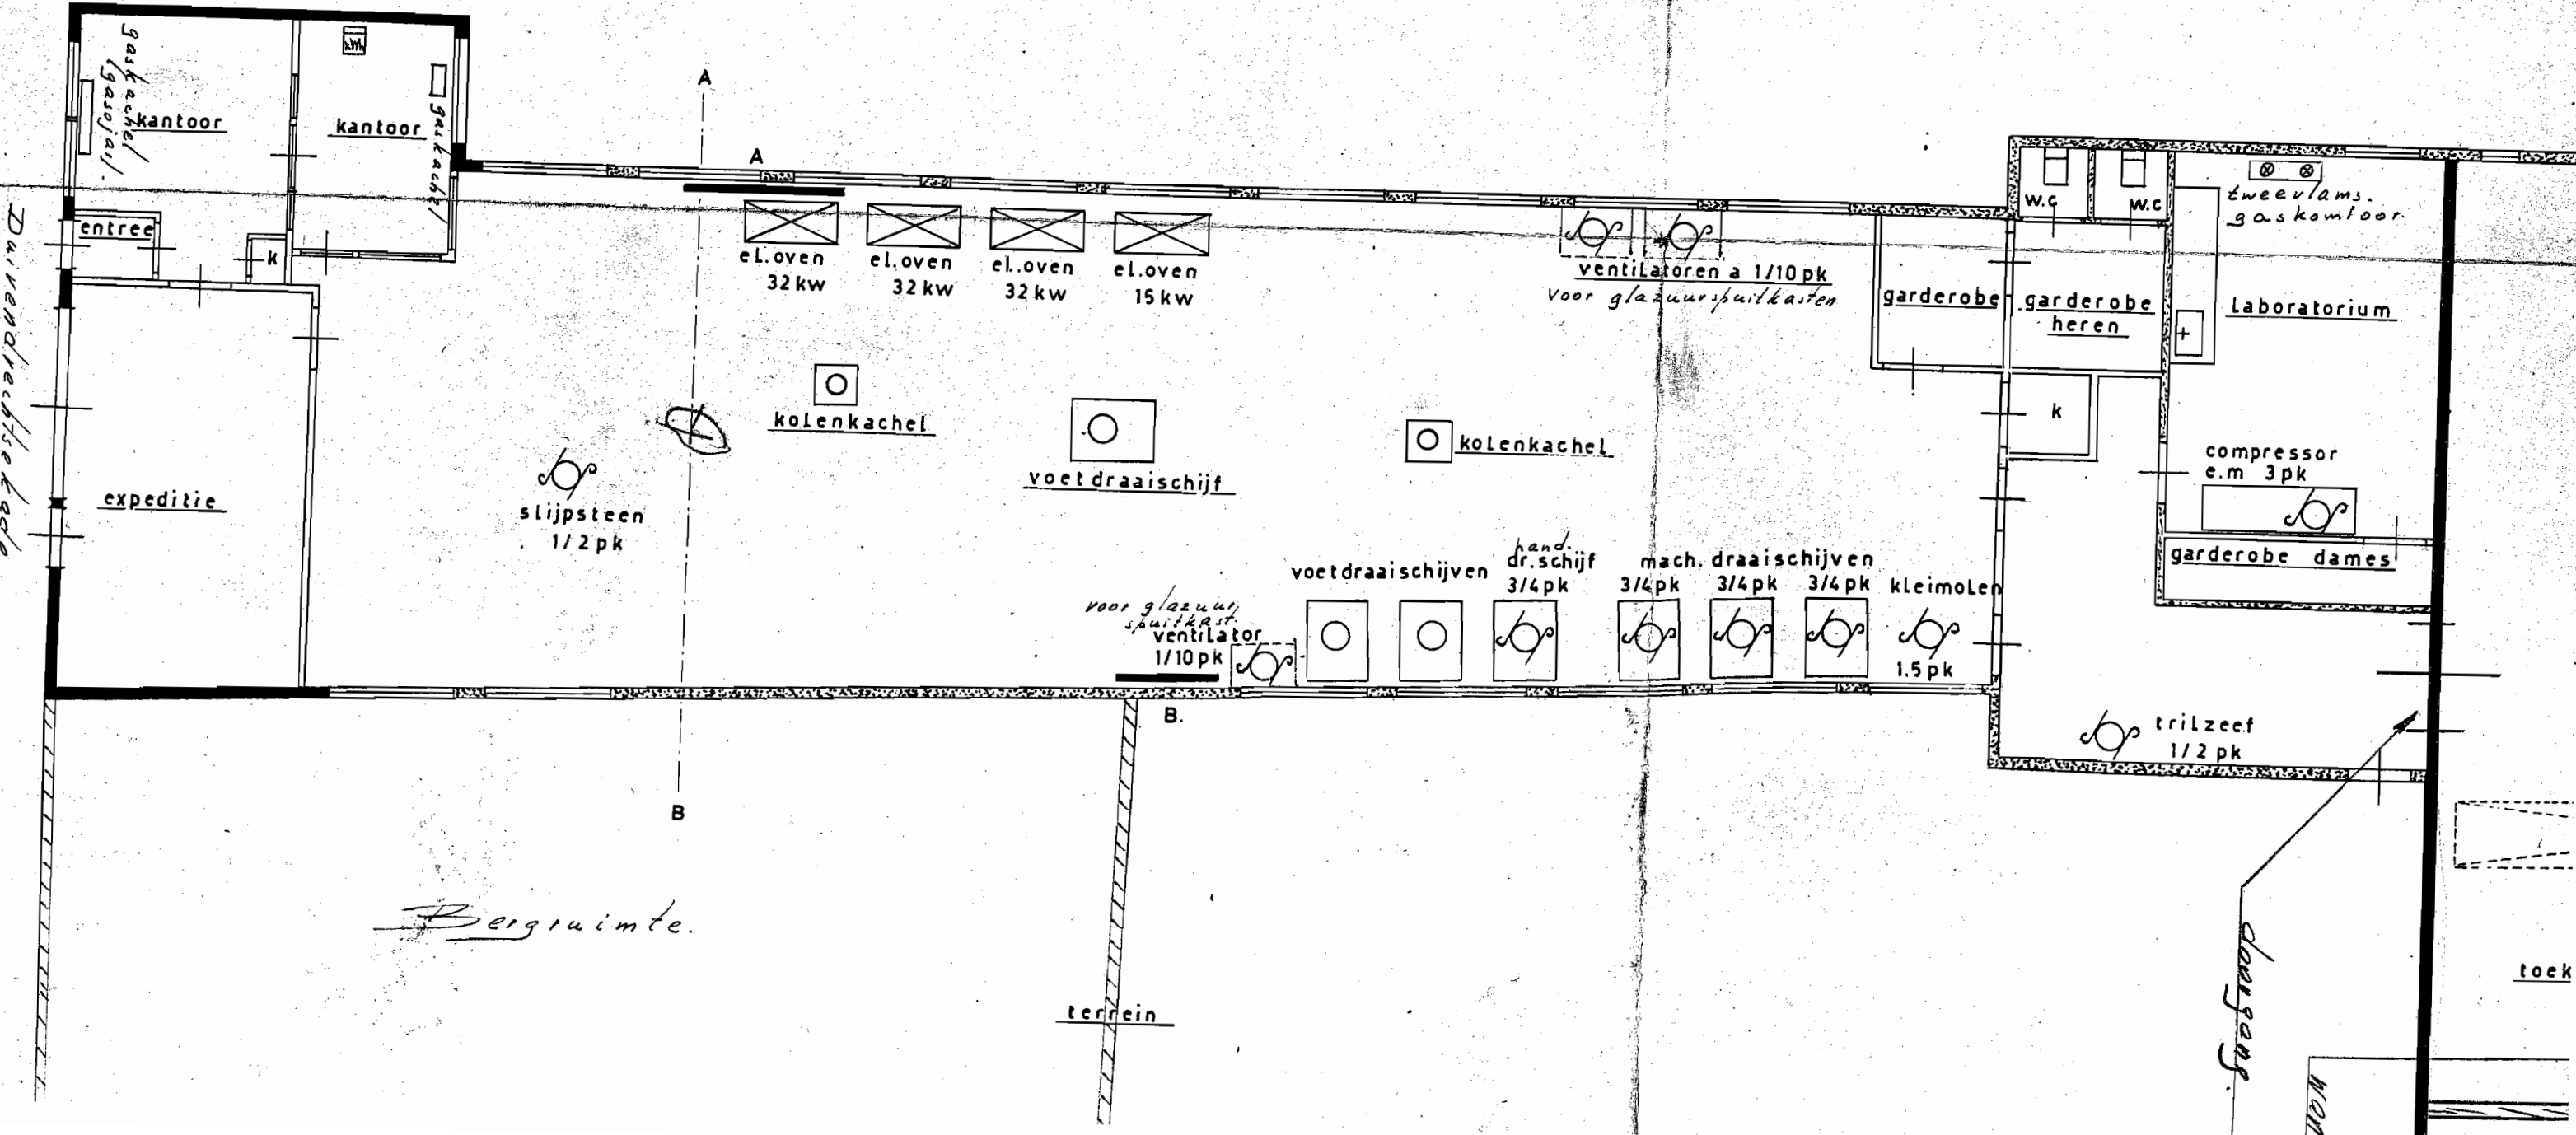 gaskachel
(gasojail.
kantoor
kWh
kantoor
gaskachel
entree
k
Duivendrechtsekade
expeditie
A
A
el.oven
32 kw
el.oven
32 kw
el.oven
32 kw
el.oven
15 kw
ventilatoren a 1/10 pk
voor glazuurspuitkasten
garderobe
w.c
w.c
garderobe
heren
tweevlams.
gaskomfoor.
Laboratorium
kolenkachel
voetdraaischijf
kolenkachel
k
slijpsteen
1/2 pk
compressor
e.m 3pk
garderobe dames
voor glazuur
spuitkast.
ventilator
1/10 pk
voetdraaischijven
hand.
dr.schijf
3/4 pk
mach. draaischijven
3/4 pk
3/4 pk
3/4 pk
kleimolen
1.5 pk
B.
B
trilzeef
1/2 pk
Bergruimte.
terrein
doorgang.
toek